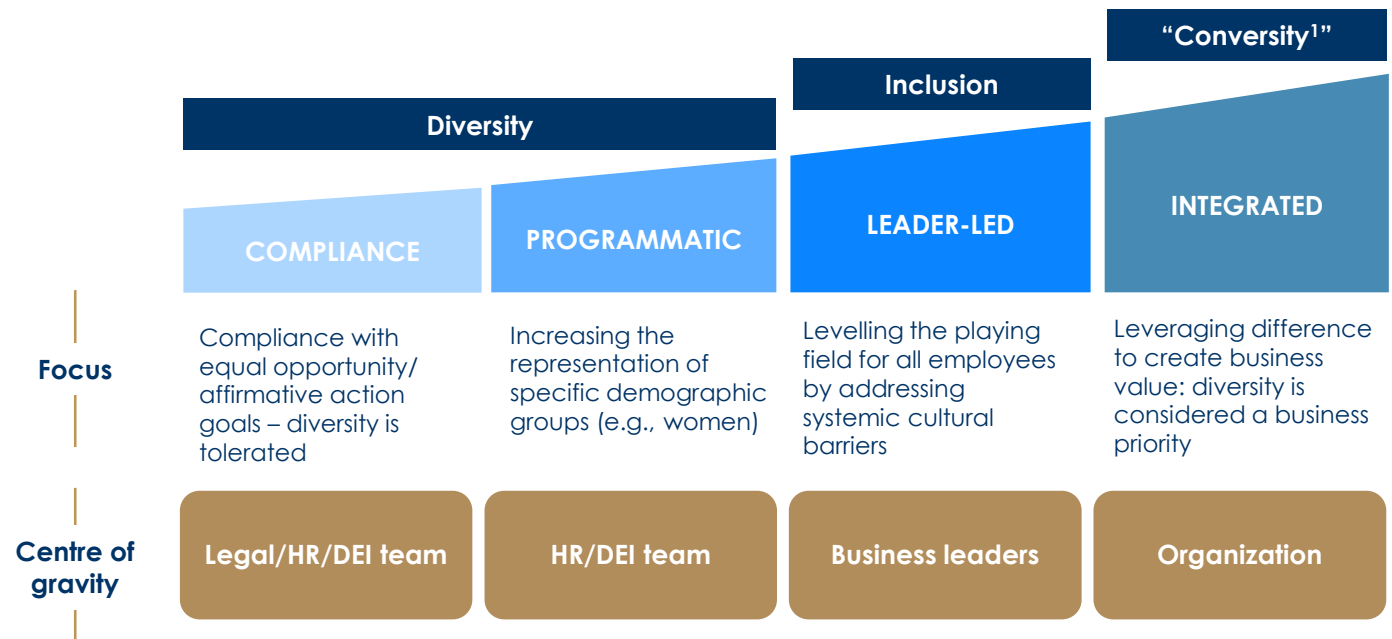 “Conversity¹”
Inclusion
Diversity
COMPLIANCE
PROGRAMMATIC
LEADER-LED
INTEGRATED
Focus
Compliance with
equal opportunity/
affirmative action
goals – diversity is
tolerated
Increasing the
representation of
specific demographic
groups (e.g., women)
Levelling the playing
field for all employees
by addressing
systemic cultural
barriers
Leveraging difference
to create business
value: diversity is
considered a business
priority
Centre of
gravity
Legal/HR/DEI team
HR/DEI team
Business leaders
Organization